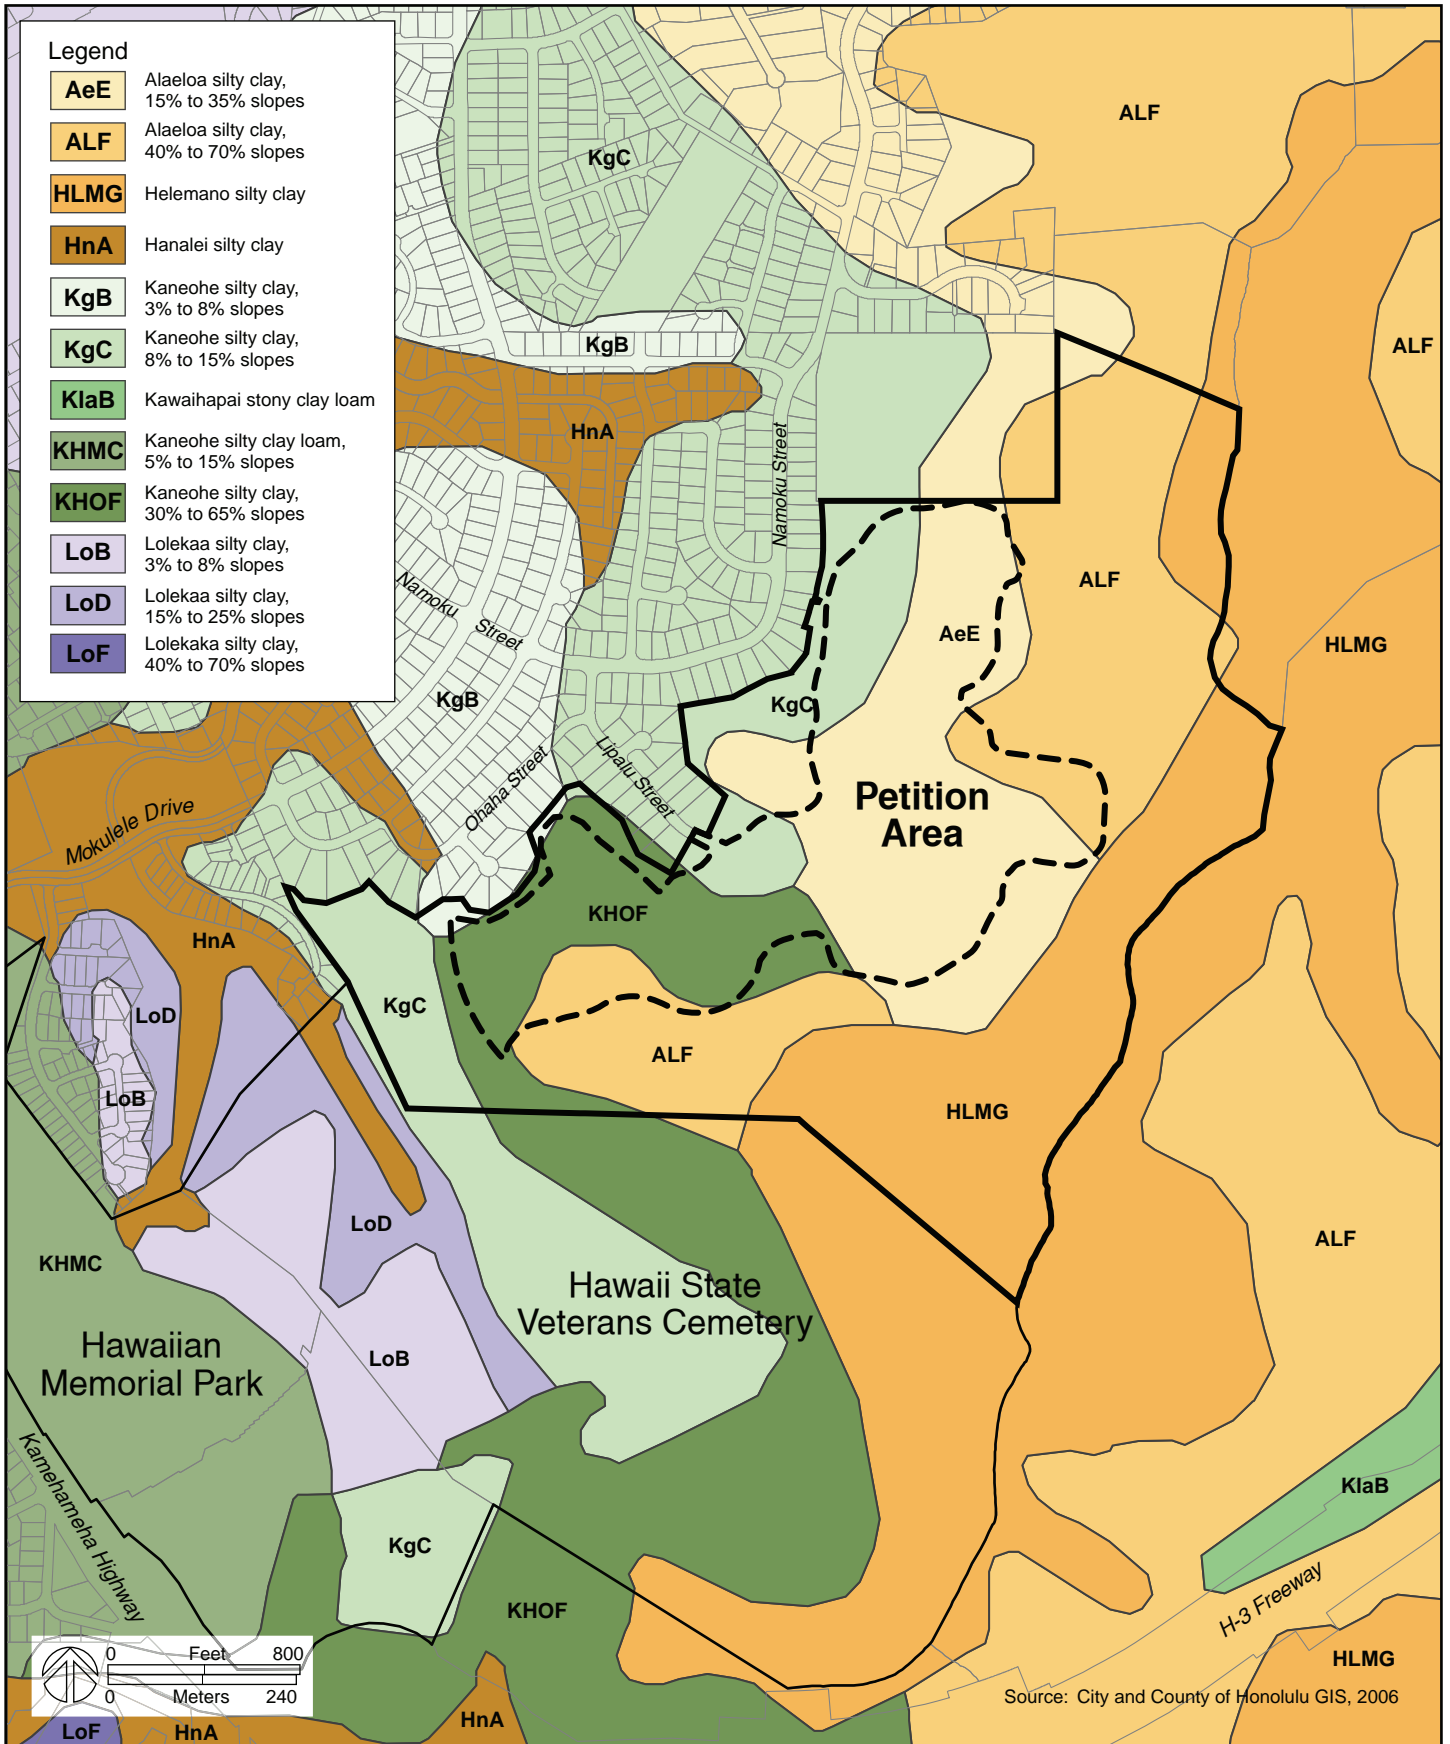 Legend
AeE
Alaeloa silty clay,
15% to 35% slopes
ALF
Alaeloa silty clay,
40% to 70% slopes
HLMG
Helemano silty clay
HnA
Hanalei silty clay
KgB
Kaneohe silty clay,
3% to 8% slopes
KgC
Kaneohe silty clay,
8% to 15% slopes
KlaB
Kawaihapai stony clay loam
KHMC
Kaneohe silty clay loam,
5% to 15% slopes
KHOF
Kaneohe silty clay,
30% to 65% slopes
LoB
Lolekaa silty clay,
3% to 8% slopes
LoD
Lolekaa silty clay,
15% to 25% slopes
LoF
Lolekaka silty clay,
40% to 70% slopes
ALF
KgC
KgB
ALF
HnA
Namoku Street
ALF
Namoku Street
AeE
HLMG
KgB
KgC
Lipalu Street
Ohaha Street
Petition
Area
Mokulele Drive
KHOF
HnA
KgC
LoD
ALF
LoB
HLMG
LoD
ALF
KHMC
Hawaii State
Veterans Cemetery
Hawaiian
Memorial Park
LoB
Kamehameha Highway
KlaB
KgC
H-3 Freeway
KHOF
HLMG
0 Feet 800
0 Meters 240
Source: City and County of Honolulu GIS, 2006
HnA
LoF
HnA